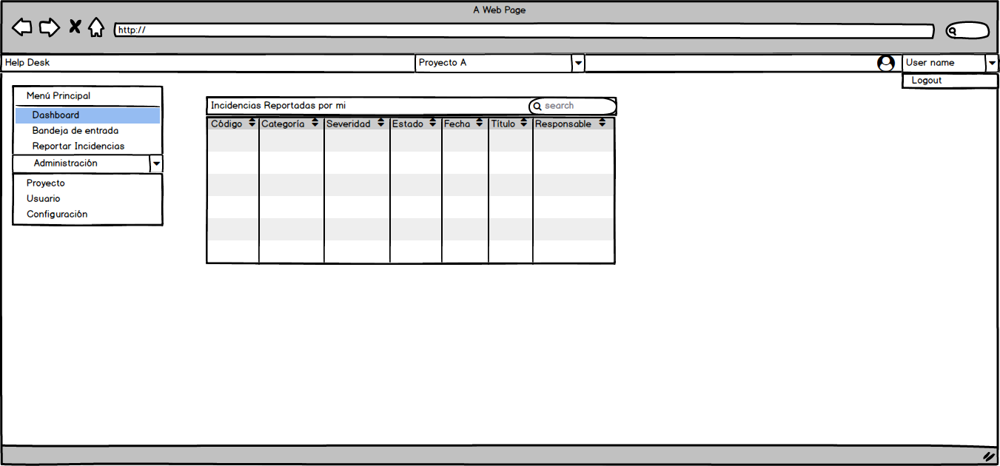 A Web Page
http://
Help Desk
Proyecto A
User name
Logout
Menú Principal
Dashboard
Bandeja de entrada
Reportar Incidencias
Administración
Proyecto
Usuario
Configuración
Incidencias Reportadas por mi
search
Código Categoría Severidad Estado Fecha Título Responsable